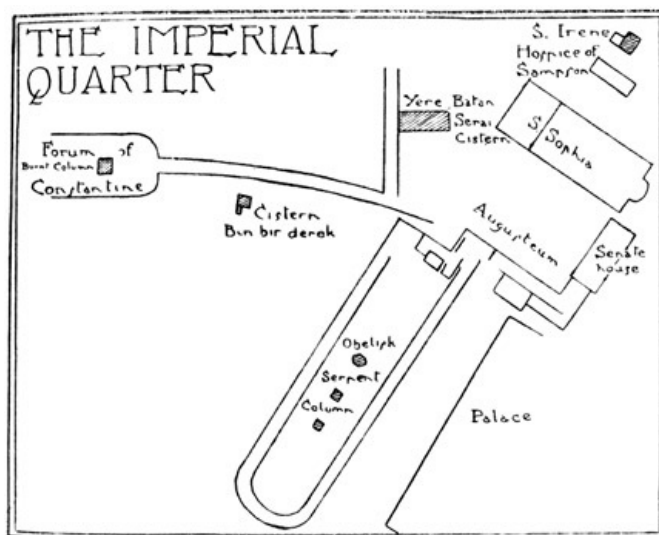 THE IMPERIAL
QUARTER
S. Irene
Hospice of
Sampson
Yere Batan
Serai
Cistern
S. Sophia
Forum of
Burnt Column
Constantine
Cistern
Bin bir derek
Augusteum
Senate
house
Obelisk
Serpent
Column
Palace